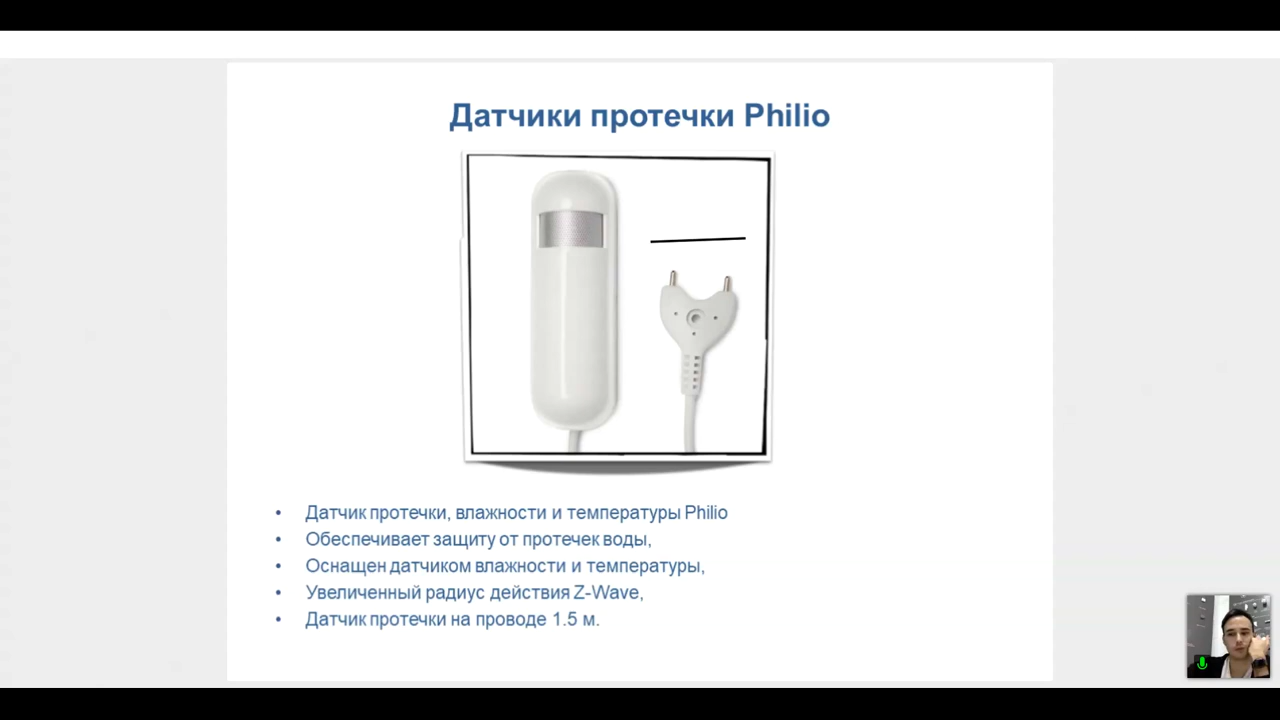 Датчики протечки Philio
• Датчик протечки, влажности и температуры Philio
• Обеспечивает защиту от протечек воды,
• Оснащен датчиком влажности и температуры,
• Увеличенный радиус действия Z-Wave,
• Датчик протечки на проводе 1.5 м.